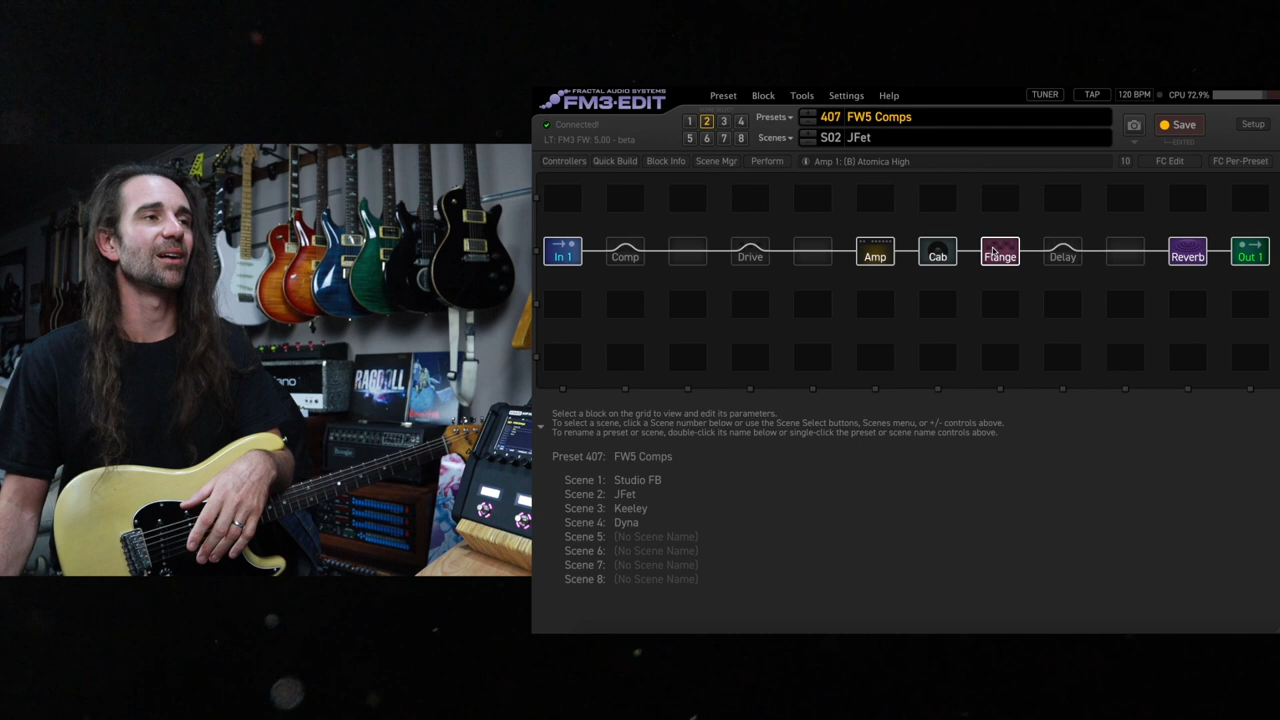 FRACTAL AUDIO SYSTEMS
FM3-EDIT
Preset Block Tools Settings Help
TUNER TAP 120 BPM CPU 72.9%
1 2 3 4
5 6 7 8
Presets
407 FW5 Comps
Scenes
S02 JFet
Save
EDITED
Setup
Connected!
LT: FM3 FW: 5.00 - beta
Controllers Quick Build Block Info Scene Mgr Perform
Amp 1: (B) Atomica High
10 FC Edit FC Per-Preset
In 1 Comp Drive Amp Cab Flange Delay Reverb Out 1
Select a block on the grid to view and edit its parameters.
To select a scene, click a Scene number below or use the Scene Select buttons, Scenes menu, or +/- controls above.
To rename a preset or scene, double-click its name below or single-click the preset or scene name controls above.
Preset 407: FW5 Comps
Scene 1: Studio FB
Scene 2: JFet
Scene 3: Keeley
Scene 4: Dyna
Scene 5: (No Scene Name)
Scene 6: (No Scene Name)
Scene 7: (No Scene Name)
Scene 8: (No Scene Name)
RAGDOLL